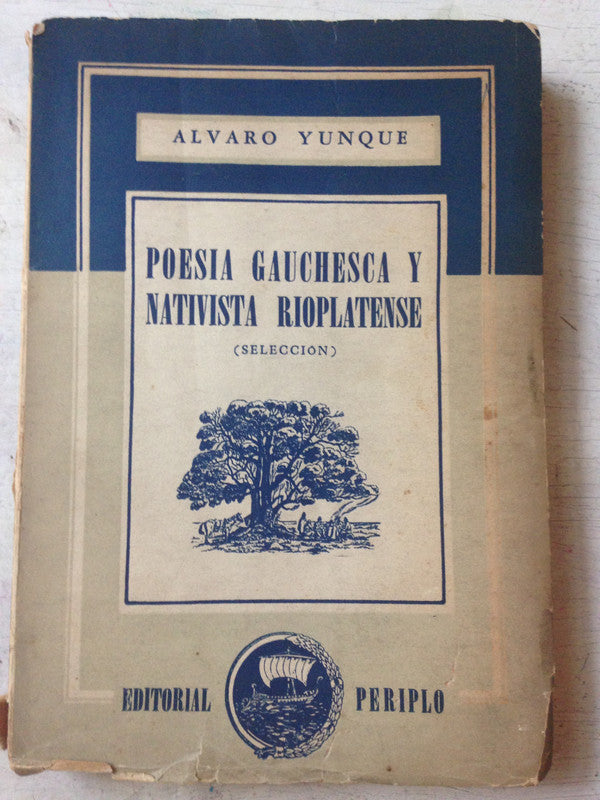 ALVARO YUNQUE
POESIA GAUCHESCA Y
NATIVISTA RIOPLATENSE
(SELECCIÓN)
EDITORIAL PERIPLO